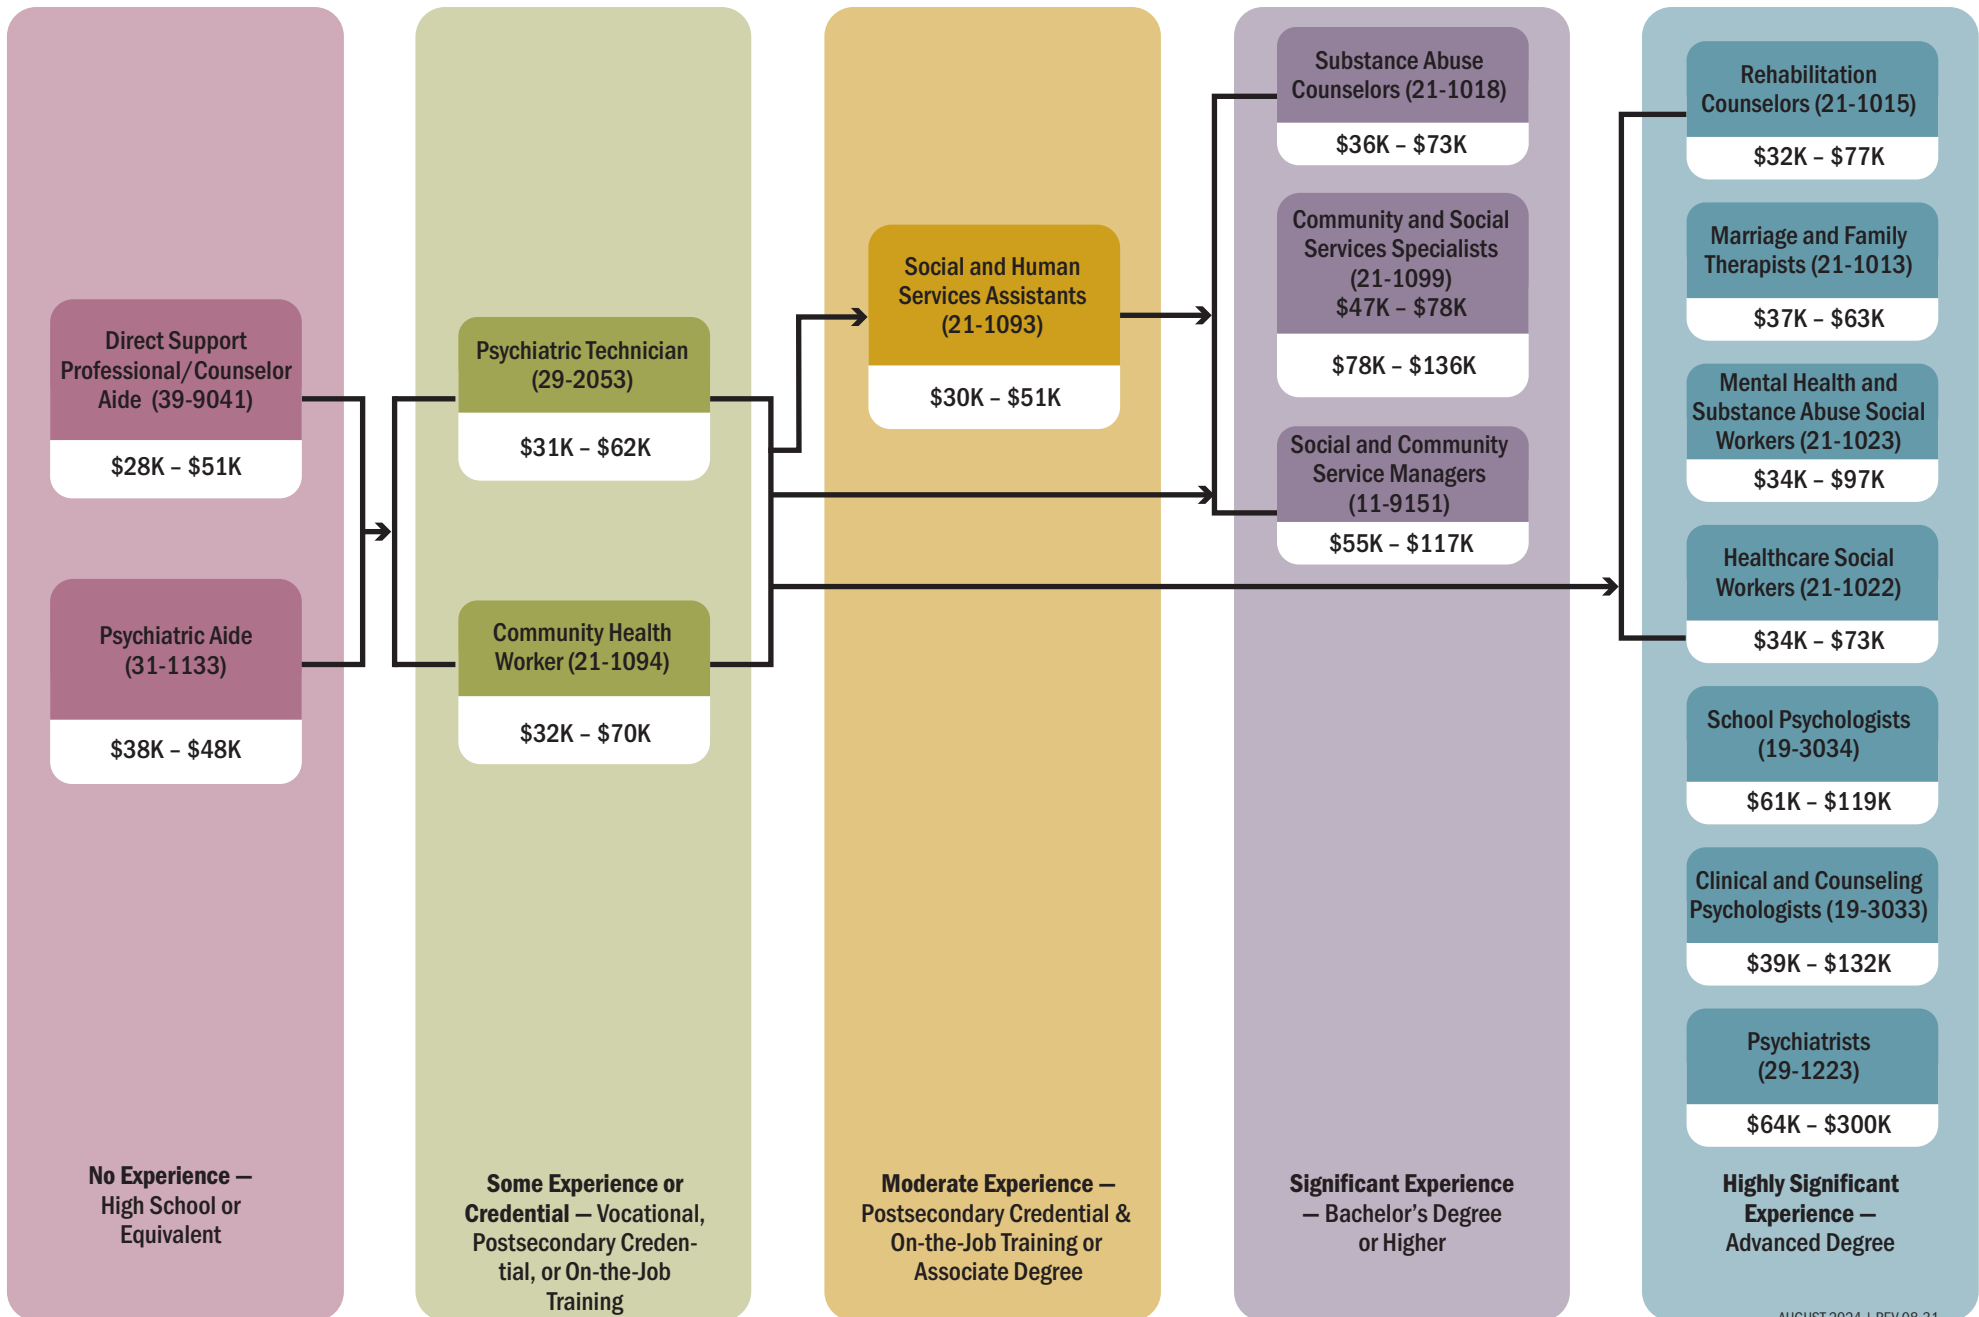 Direct Support
Professional/Counselor
Aide (39-9041)
$28K – $51K
Psychiatric Aide
(31-1133)
$38K – $48K
No Experience —
High School or
Equivalent
Psychiatric Technician
(29-2053)
$31K – $62K
Community Health
Worker (21-1094)
$32K – $70K
Some Experience or
Credential — Vocational,
Postsecondary Creden-
tial, or On-the-Job
Training
Social and Human
Services Assistants
(21-1093)
$30K – $51K
Moderate Experience —
Postsecondary Credential &
On-the-Job Training or
Associate Degree
Substance Abuse
Counselors (21-1018)
$36K – $73K
Community and Social
Services Specialists
(21-1099)
$47K – $78K
$78K – $136K
Social and Community
Service Managers
(11-9151)
$55K – $117K
Significant Experience
— Bachelor’s Degree
or Higher
Rehabilitation
Counselors (21-1015)
$32K – $77K
Marriage and Family
Therapists (21-1013)
$37K – $63K
Mental Health and
Substance Abuse Social
Workers (21-1023)
$34K – $97K
Healthcare Social
Workers (21-1022)
$34K – $73K
School Psychologists
(19-3034)
$61K – $119K
Clinical and Counseling
Psychologists (19-3033)
$39K – $132K
Psychiatrists
(29-1223)
$64K – $300K
Highly Significant
Experience —
Advanced Degree
AUGUST 2024 | REV 08-21